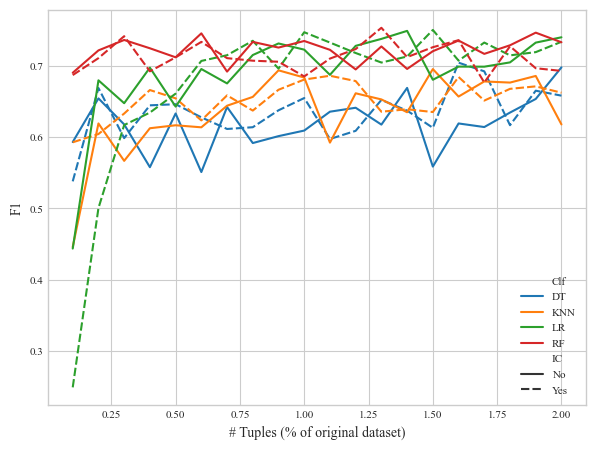 F1
0.7
0.6
0.5
0.4
0.3
Clf
DT
KNN
LR
RF
IC
No
Yes
0.25 0.50 0.75 1.00 1.25 1.50 1.75 2.00
# Tuples (% of original dataset)